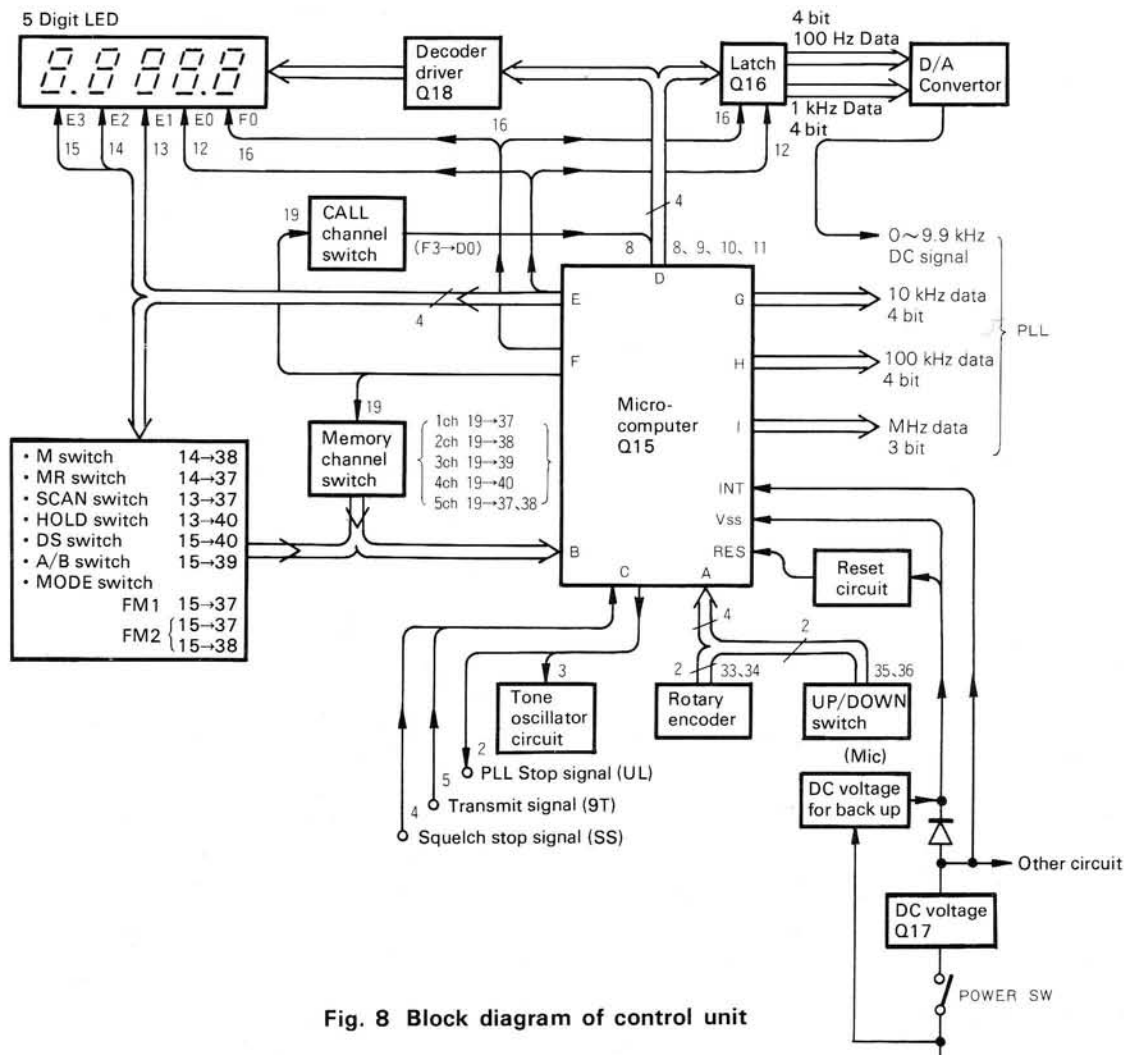 5 Digit LED
8.8.8.8.8
E3 E2 E1 E0 F0
15 14 13 12 16
Decoder
driver
Q18
Latch
Q16
4 bit
100 Hz Data
1 kHz Data
4 bit
D/A
Convertor
16
16
12
19
CALL
channel
switch
(F3→D0)
4
8
8、9、10、11
4
D
E
F
G
H
I
INT
Vss
RES
B
C
A
Micro-
computer
Q15
0～9.9 kHz
DC signal
10 kHz data
4 bit
100 kHz data
4 bit
MHz data
3 bit
PLL
19
Memory
channel
switch
1ch 19→37
2ch 19→38
3ch 19→39
4ch 19→40
5ch 19→37、38
• M switch 14→38
• MR switch 14→37
• SCAN switch 13→37
• HOLD switch 13→40
• DS switch 15→40
• A/B switch 15→39
• MODE switch
FM1 15→37
FM2 15→37
15→38
Reset
circuit
4
2
2
33、34
35、36
3
Tone
oscillator
circuit
Rotary
encoder
UP/DOWN
switch
(Mic)
2
PLL Stop signal (UL)
5
Transmit signal (9T)
4
Squelch stop signal (SS)
DC voltage
for back up
Other circuit
DC voltage
Q17
POWER SW
Fig. 8 Block diagram of control unit